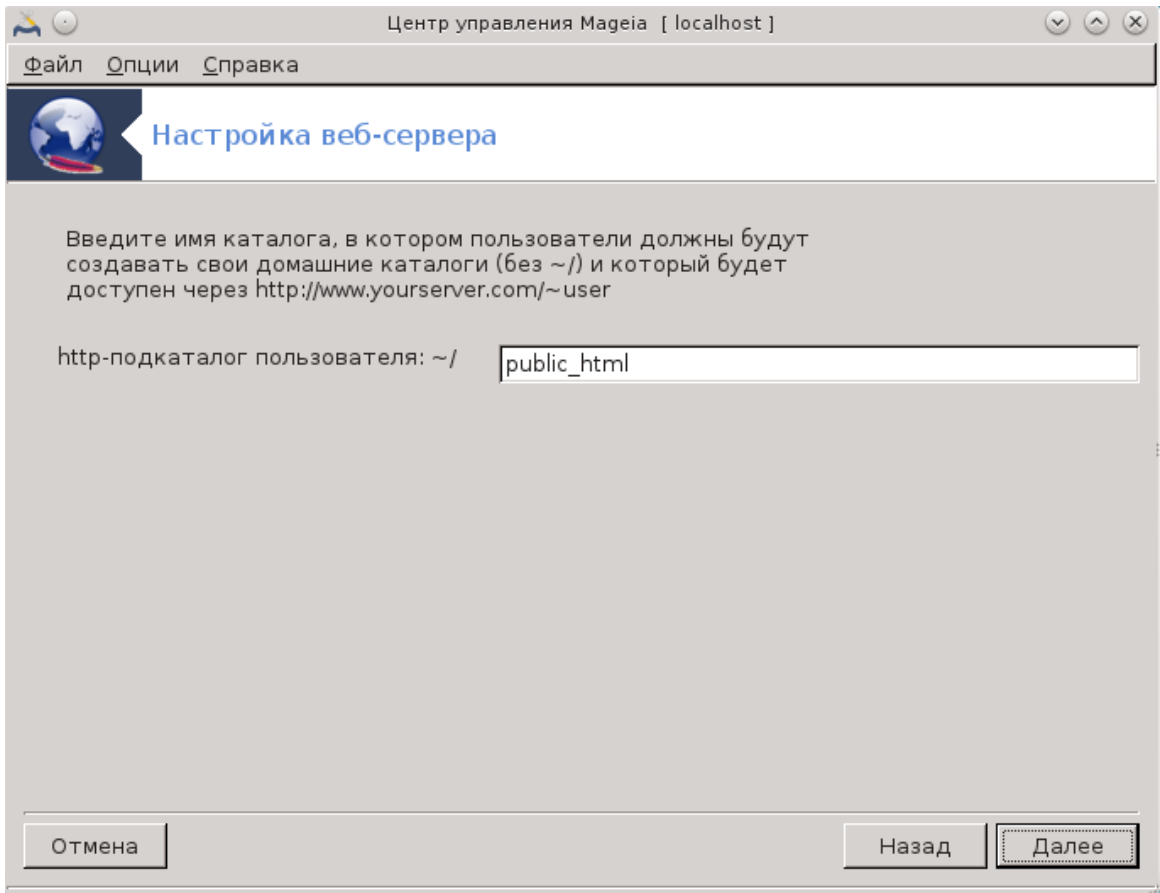 Центр управления Mageia [ localhost ]
Файл Опции Справка
Настройка веб-сервера
Введите имя каталога, в котором пользователи должны будут
создавать свои домашние каталоги (без ~/) и который будет
доступен через http://www.yourserver.com/~user
http-подкаталог пользователя: ~/ public_html
Отмена Назад Далее